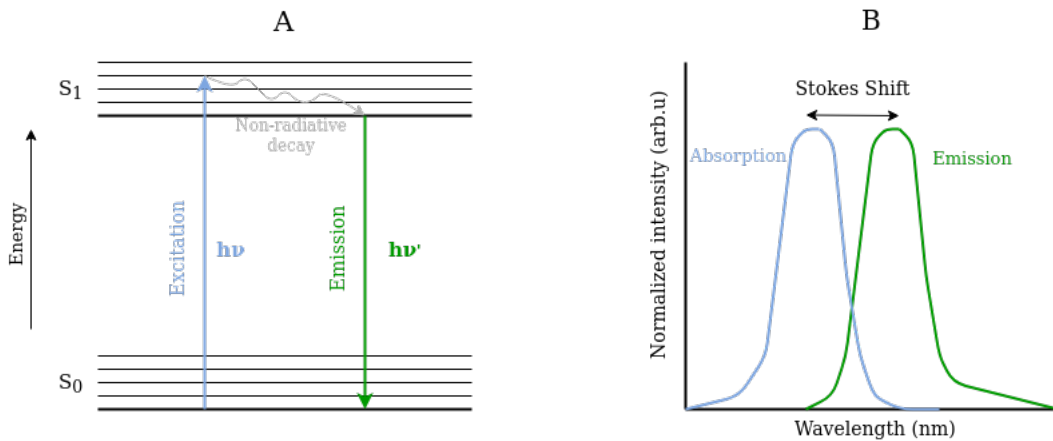 A
S1
Non-radiative
decay
Energy
Excitation
hν
Emission
hν'
S0
B
Stokes Shift
Absorption
Emission
Normalized intensity (arb.u)
Wavelength (nm)